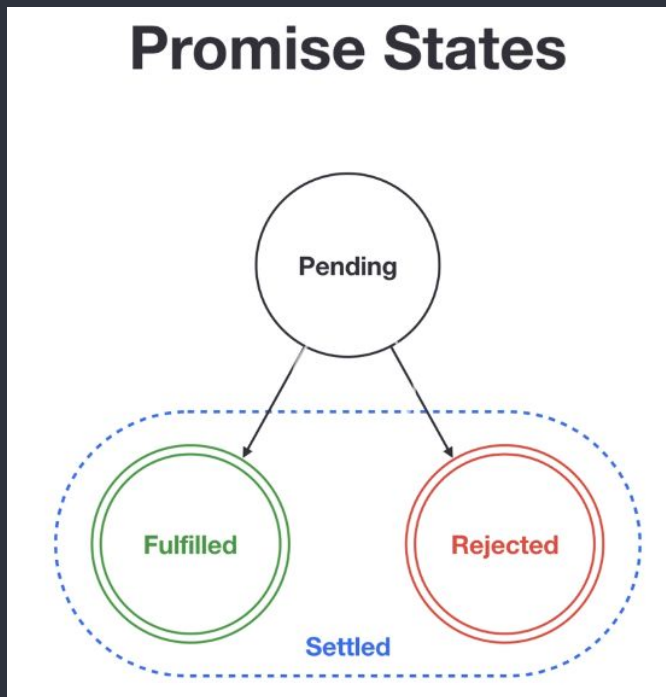 Promise States
Pending
Fulfilled
Rejected
Settled